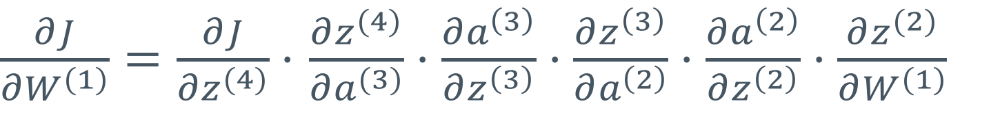 ∂J/∂W⁽¹⁾ = ∂J/∂z⁽⁴⁾ · ∂z⁽⁴⁾/∂a⁽³⁾ · ∂a⁽³⁾/∂z⁽³⁾ · ∂z⁽³⁾/∂a⁽²⁾ · ∂a⁽²⁾/∂z⁽²⁾ · ∂z⁽²⁾/∂W⁽¹⁾